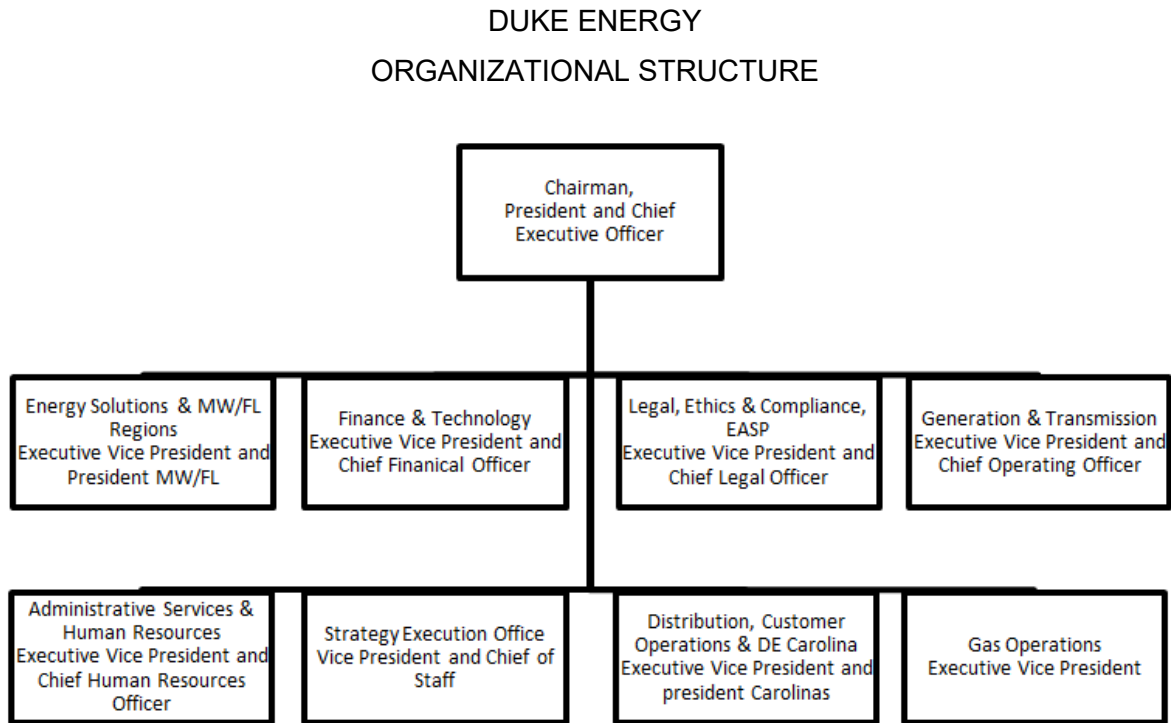 DUKE ENERGY
ORGANIZATIONAL STRUCTURE
Chairman,
President and Chief
Executive Officer
Energy Solutions & MW/FL
Regions
Executive Vice President and
President MW/FL
Finance & Technology
Executive Vice President and
Chief Finanical Officer
Legal, Ethics & Compliance,
EASP
Executive Vice President and
Chief Legal Officer
Generation & Transmission
Executive Vice President and
Chief Operating Officer
Administrative Services &
Human Resources
Executive Vice President and
Chief Human Resources
Officer
Strategy Execution Office
Vice President and Chief of
Staff
Distribution, Customer
Operations & DE Carolina
Executive Vice President and
president Carolinas
Gas Operations
Executive Vice President